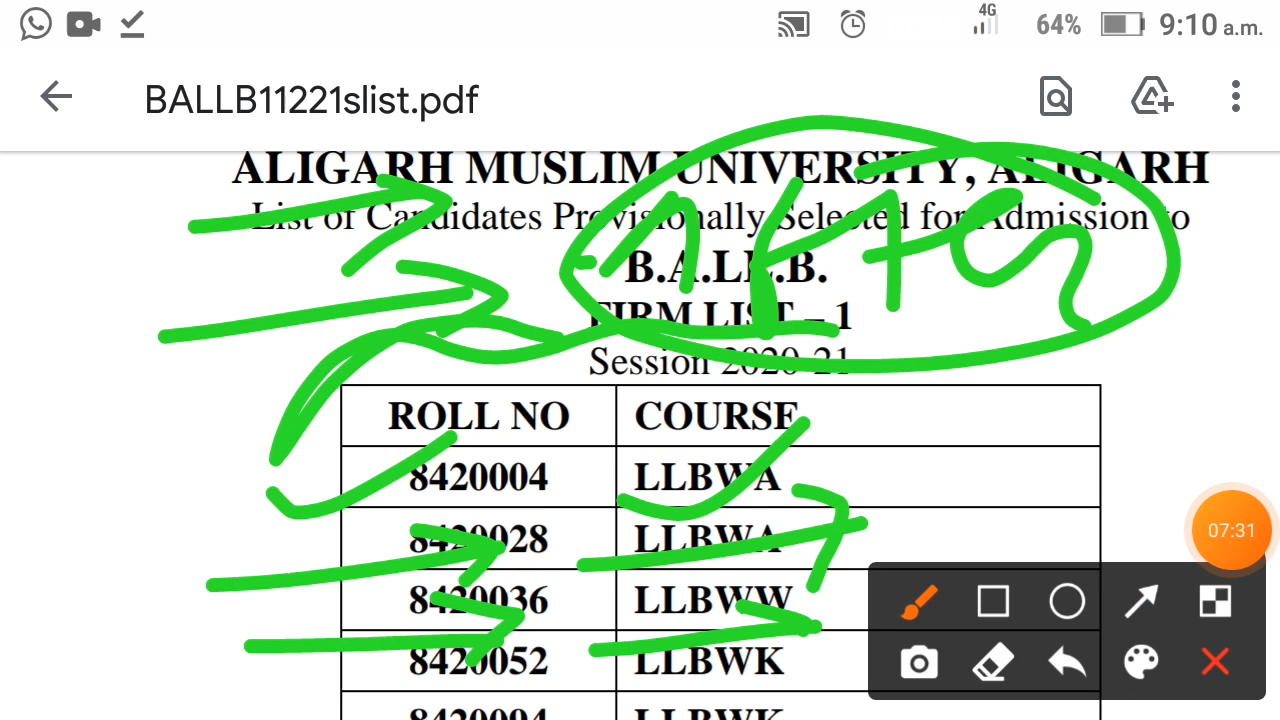 4G 64% 9:10 a.m.
BALLB11221slist.pdf
ALIGARH MUSLIM UNIVERSITY, ALIGARH
List of Candidates Provisionally Selected for Admission to
B.A.LL.B.
FIRM LIST – 1
Session 2020-21
ROLL NO COURSE
8420004 LLBWA
8420028 LLBWA
8420036 LLBWW
8420052 LLBWK
8420094 LLBWK
07:31